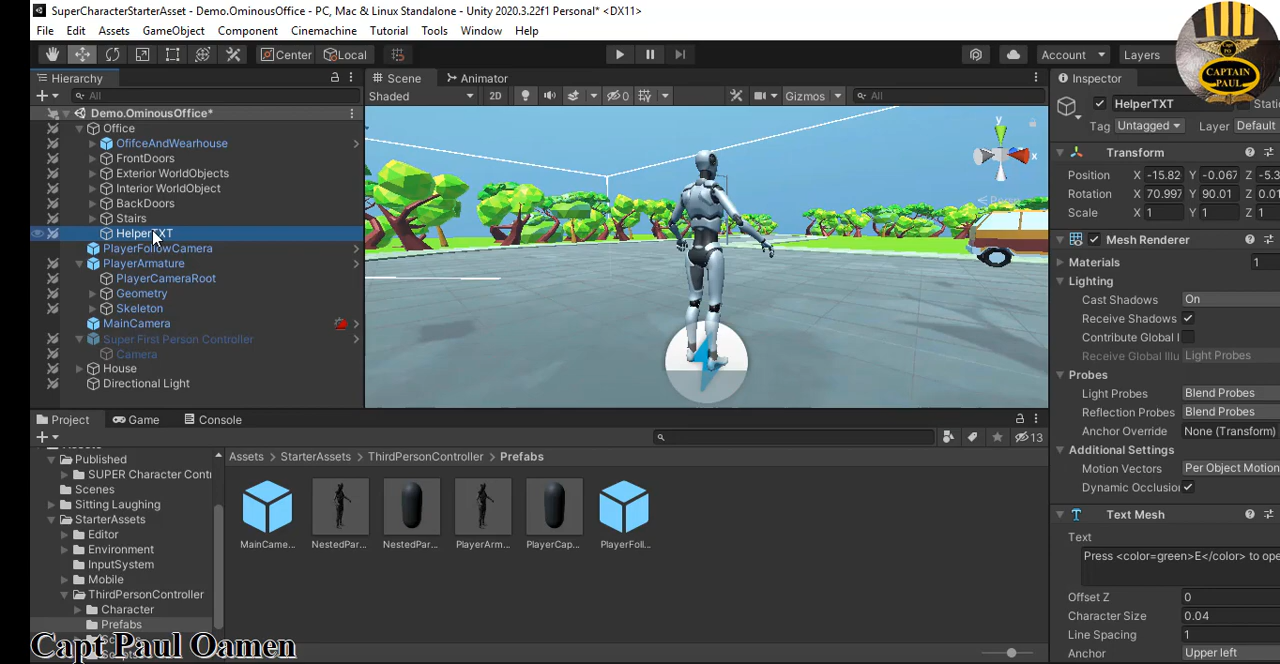 SuperCharacterStarterAsset - Demo.OminousOffice - PC, Mac & Linux Standalone - Unity 2020.3.22f1 Personal* <DX11>
File Edit Assets GameObject Component Cinemachine Tutorial Tools Window Help
Center Local Account Layers
CAPTAIN
PAUL
Hierarchy
All
Demo.OminousOffice*
Office
OfifceAndWearhouse
FrontDoors
Exterior WorldObjects
Interior WorldObject
BackDoors
Stairs
HelperTXT
PlayerFollowCamera
PlayerArmature
PlayerCameraRoot
Geometry
Skeleton
MainCamera
Super First Person Controller
Camera
House
Directional Light
Scene Animator
Shaded 2D 0 Gizmos All
y
x
Inspector
HelperTXT Static
Tag Untagged Layer Default
Transform
Position X -15.82 Y -0.067 Z -5.3
Rotation X 70.997 Y 90.01 Z 0.01
Scale X 1 Y 1 Z 1
Mesh Renderer
Materials 1
Lighting
Cast Shadows On
Receive Shadows
Contribute Global I
Receive Global Illu Light Probes
Probes
Light Probes Blend Probes
Reflection Probes Blend Probes
Anchor Override None (Transform)
Additional Settings
Motion Vectors Per Object Motion
Dynamic Occlusion
Text Mesh
Text
Press <color=green>E</color> to ope
Offset Z 0
Character Size 0.04
Line Spacing 1
Anchor Upper left
Project Game Console
13
Published
SUPER Character Conti
Scenes
Sitting Laughing
StarterAssets
Editor
Environment
InputSystem
Mobile
ThirdPersonController
Character
Prefabs
Assets StarterAssets ThirdPersonController Prefabs
MainCame... NestedPar... NestedPar... PlayerArm... PlayerCap... PlayerFoll...
Capt Paul Oamen